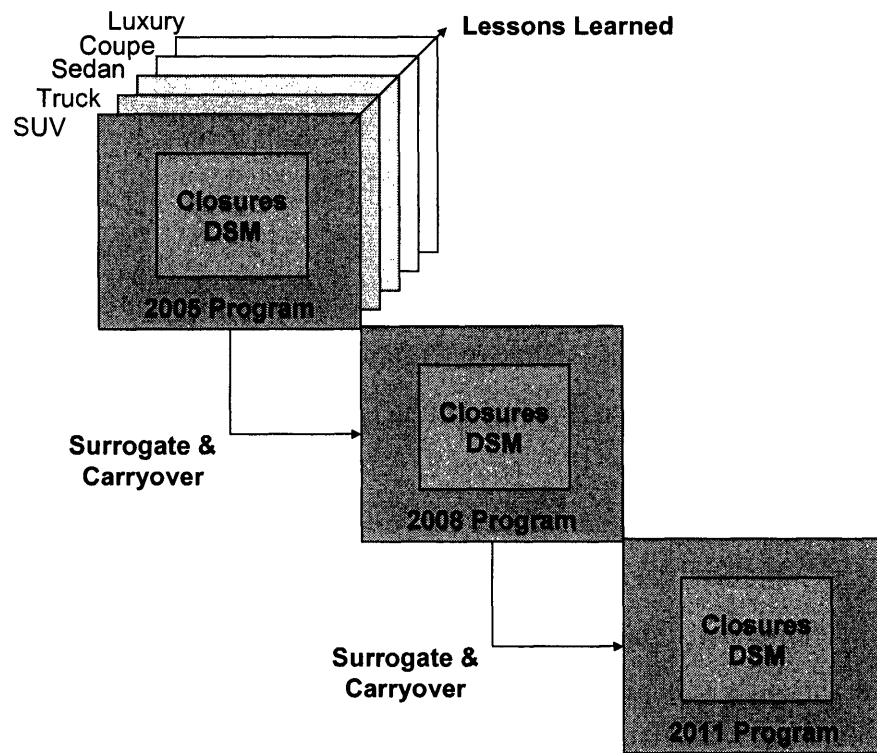 Luxury
Coupe
Sedan
Truck
SUV
Lessons Learned
Closures
DSM
2005 Program
Surrogate &
Carryover
Closures
DSM
2008 Program
Surrogate &
Carryover
Closures
DSM
2011 Program